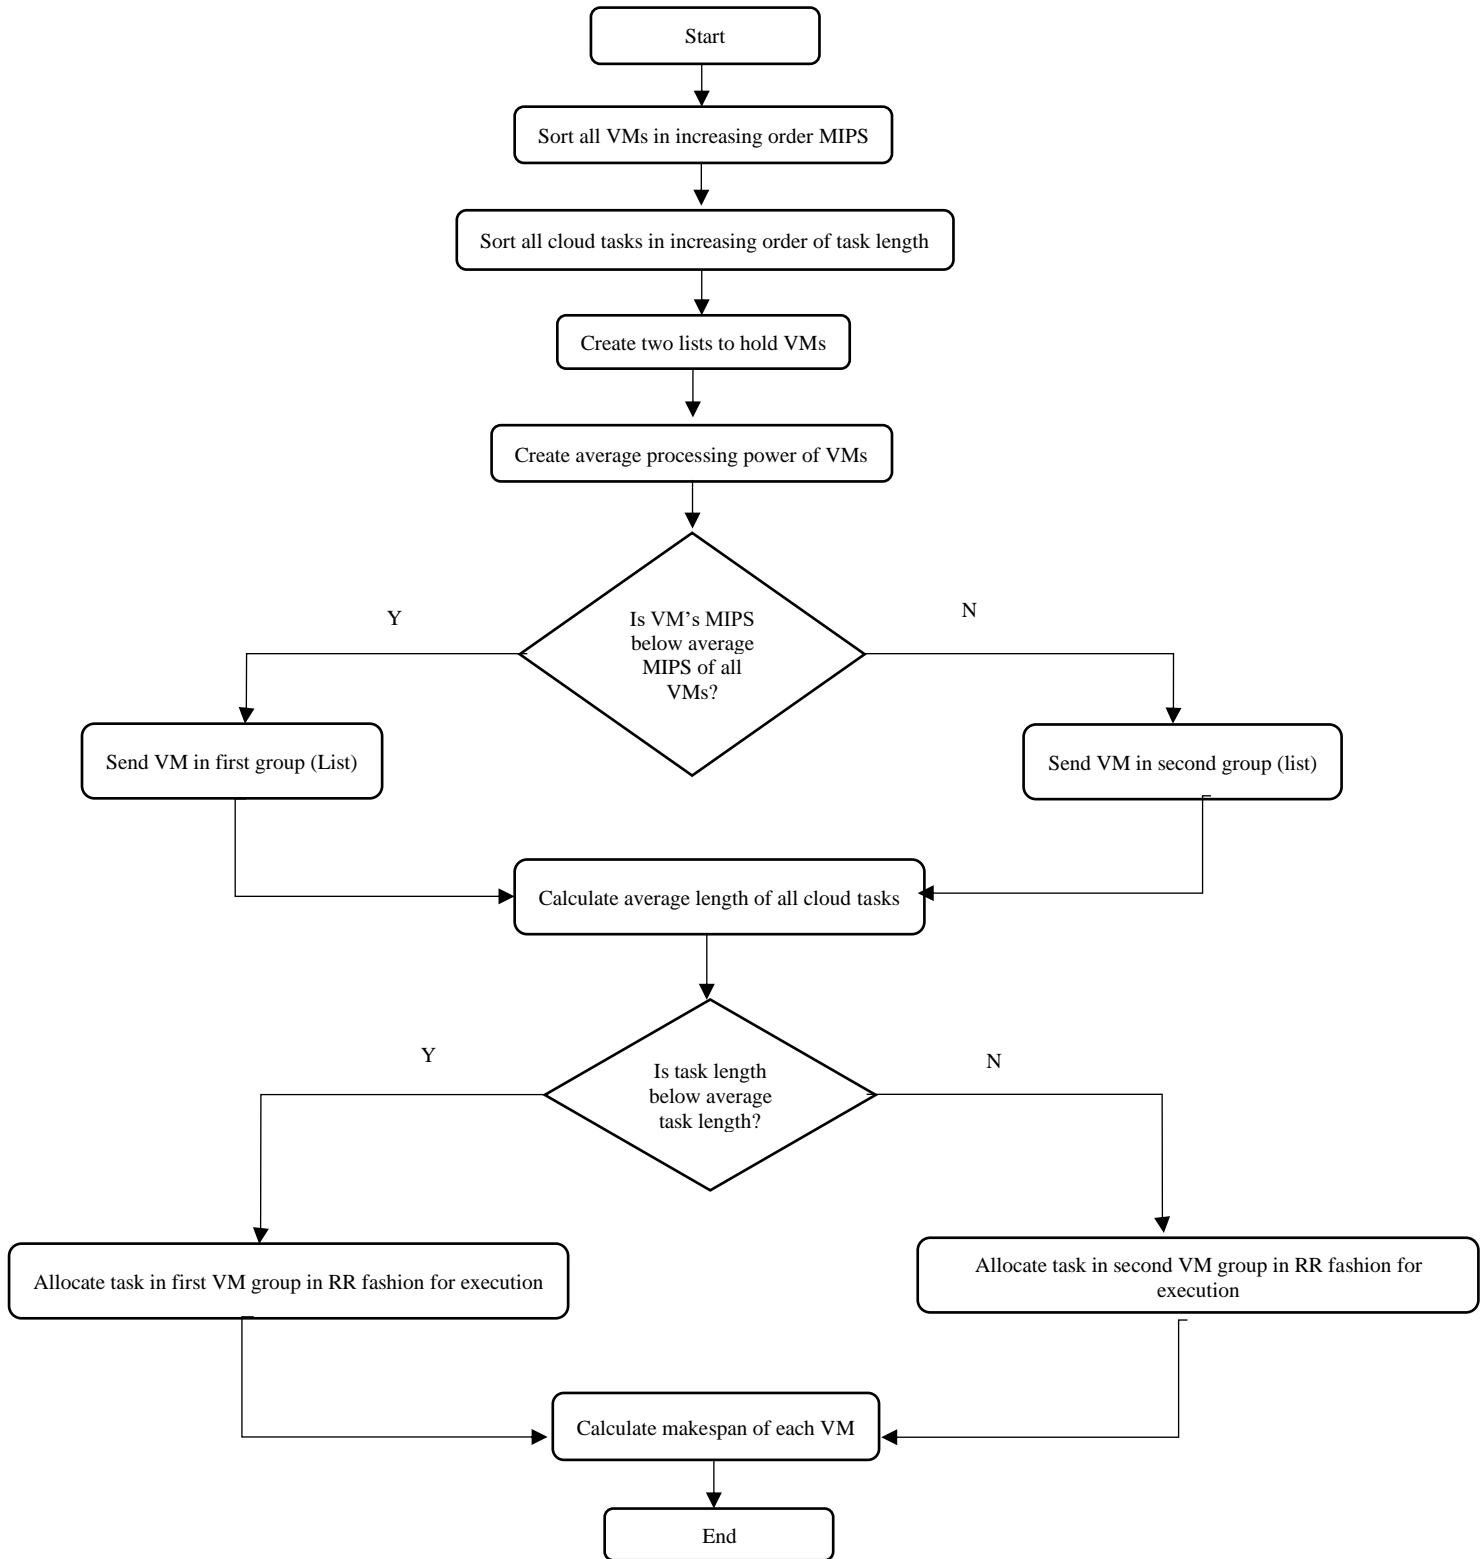 Start
Sort all VMs in increasing order MIPS
Sort all cloud tasks in increasing order of task length
Create two lists to hold VMs
Create average processing power of VMs
Is VM’s MIPS
below average
MIPS of all
VMs?
Y
N
Send VM in first group (List)
Send VM in second group (list)
Calculate average length of all cloud tasks
Is task length
below average
task length?
Y
N
Allocate task in first VM group in RR fashion for execution
Allocate task in second VM group in RR fashion for
execution
Calculate makespan of each VM
End